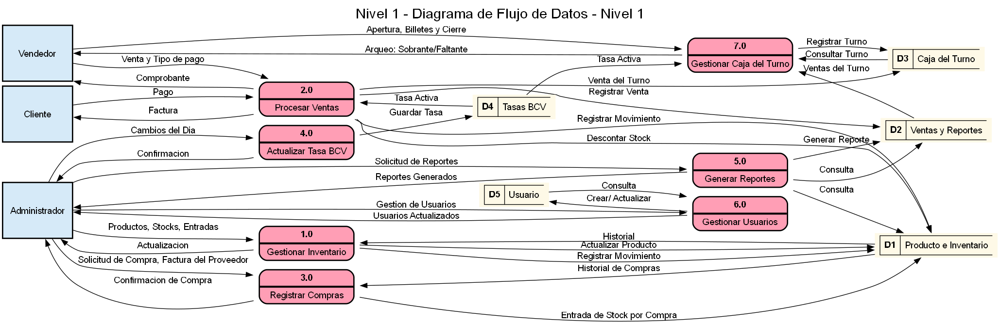 Nivel 1 - Diagrama de Flujo de Datos - Nivel 1
Vendedor
Apertura, Billetes y Cierre
Arqueo: Sobrante/Faltante
Venta y Tipo de pago
Comprobante
Cliente
Pago
Factura
2.0
Procesar Ventas
Tasa Activa
Guardar Tasa
D4
Tasas BCV
Tasa Activa
7.0
Gestionar Caja del Turno
Registrar Turno
Consultar Turno
Ventas del Turno
D3
Caja del Turno
Venta del Turno
Registrar Venta
Registrar Movimiento
Descontar Stock
D2
Ventas y Reportes
Cambios del Dia
Confirmacion
4.0
Actualizar Tasa BCV
Administrador
Solicitud de Reportes
Reportes Generados
5.0
Generar Reportes
Generar Reporte
Consulta
Consulta
D5
Usuario
Consulta
Crear/ Actualizar
Gestion de Usuarios
Usuarios Actualizados
6.0
Gestionar Usuarios
Productos, Stocks, Entradas
Actualizacion
1.0
Gestionar Inventario
Historial
Actualizar Producto
Registrar Movimiento
Historial de Compras
D1
Producto e Inventario
Solicitud de Compra, Factura del Proveedor
Confirmacion de Compra
3.0
Registrar Compras
Entrada de Stock por Compra